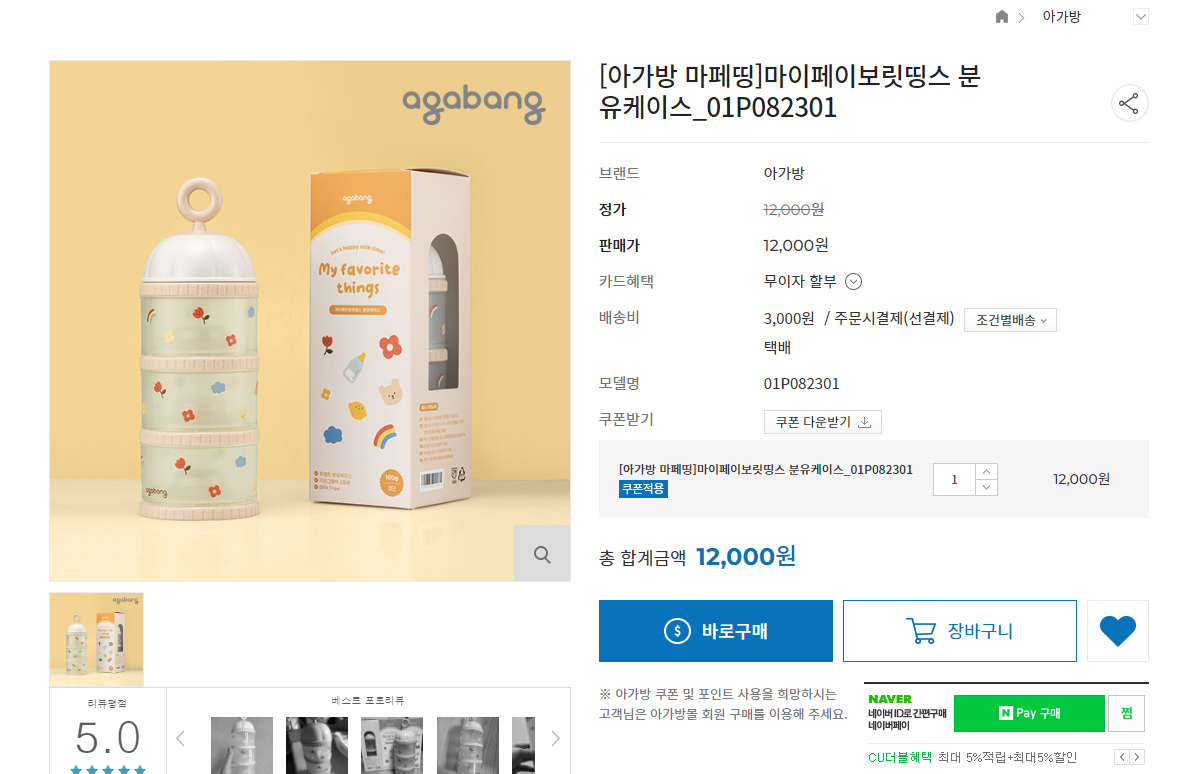 아가방
agabang
agabang
Let's happy milk time!
My favorite
things
100g
3단
agabang
[아가방 마페띵]마이페이보릿띵스 분
유케이스_01P082301
브랜드 아가방
정가 12,000원
판매가 12,000원
카드혜택 무이자 할부
배송비 3,000원 / 주문시결제(선결제) 조건별배송
택배
모델명 01P082301
쿠폰받기 쿠폰 다운받기
[아가방 마페띵]마이페이보릿띵스 분유케이스_01P082301
쿠폰적용
1
12,000원
총 합계금액 12,000원
바로구매
장바구니
※ 아가방 쿠폰 및 포인트 사용을 희망하시는
고객님은 아가방몰 회원 구매를 이용해 주세요.
NAVER
네이버 ID로 간편구매
네이버페이
N Pay 구매
찜
CU더블혜택 최대 5%적립+최대5%할인
agabang
리뷰평점
5.0
베스트 포토리뷰